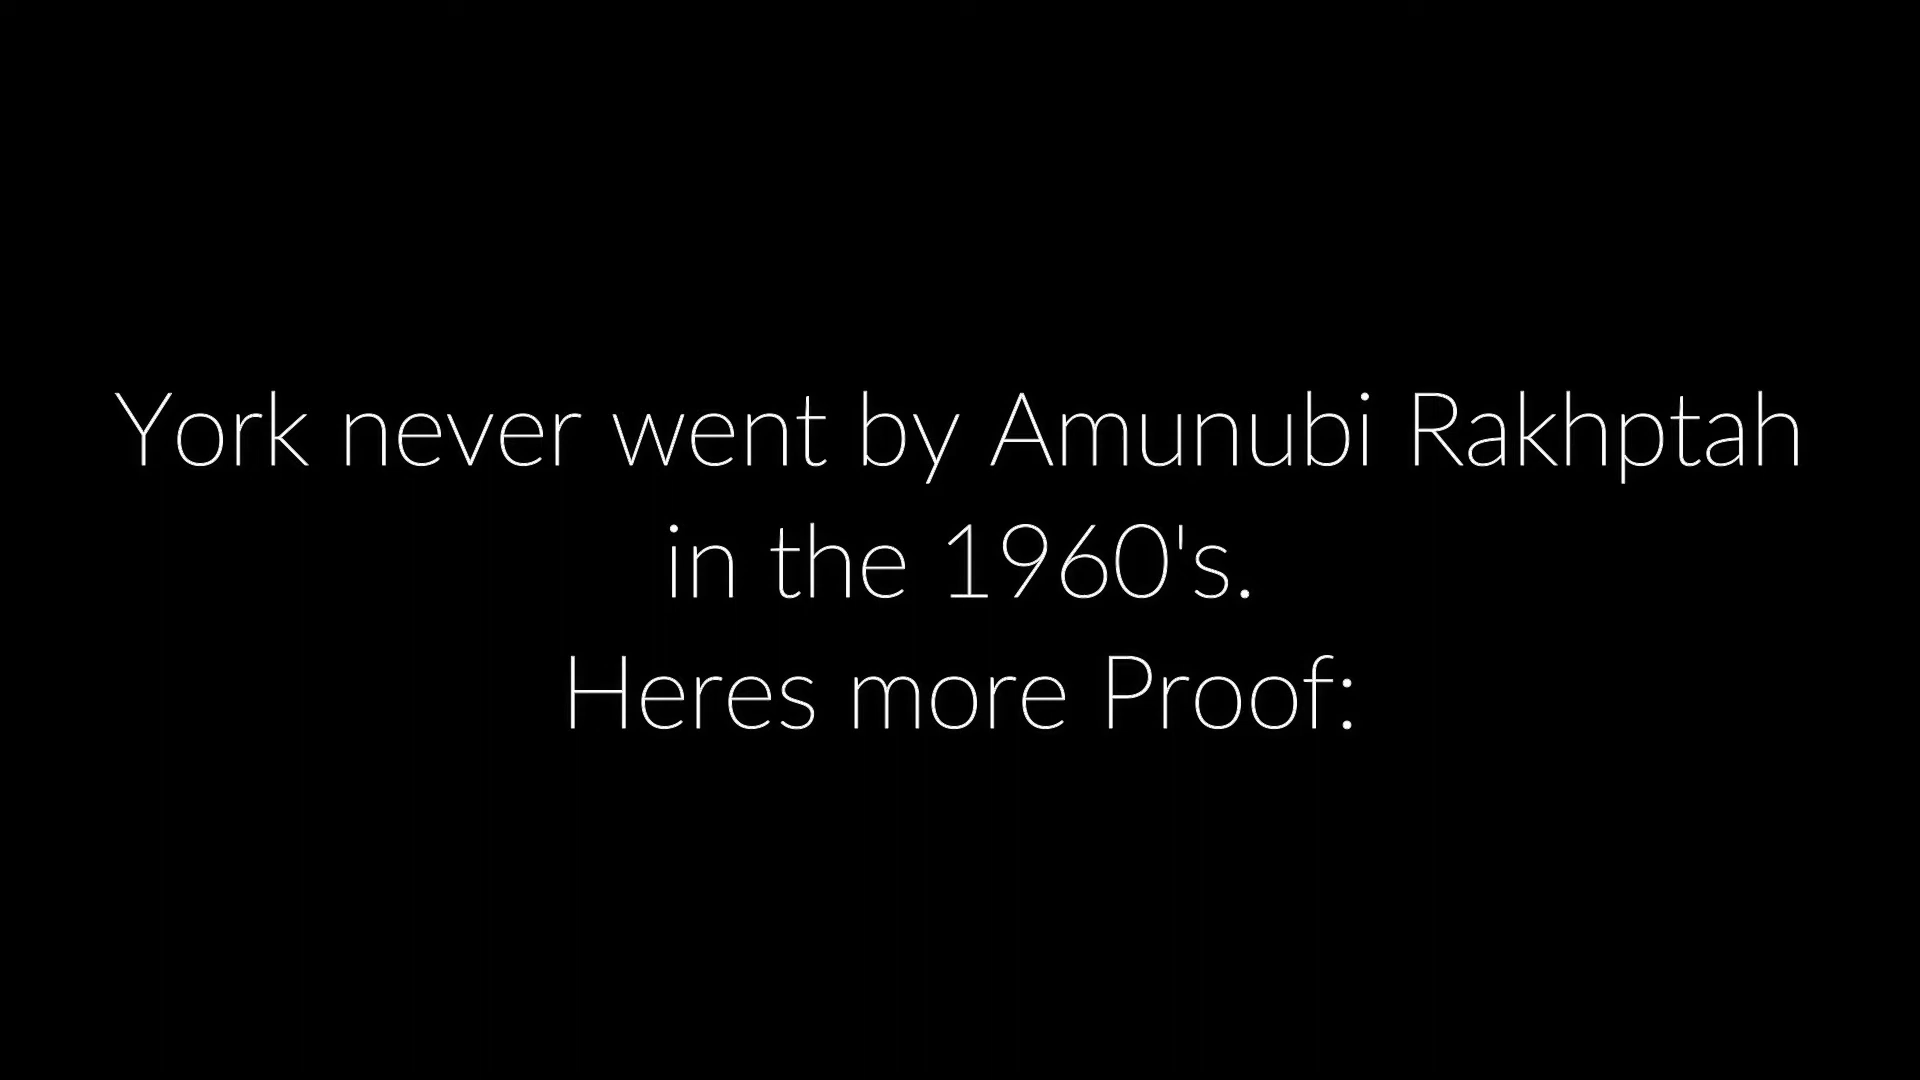 York never went by Amunubi Rakhptah
in the 1960's.
Heres more Proof: